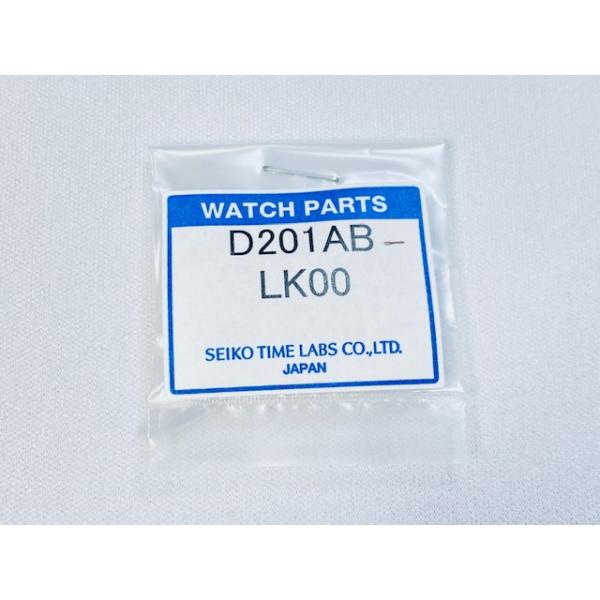 WATCH PARTS
D201AB-
LK00
SEIKO TIME LABS CO.,LTD.
JAPAN